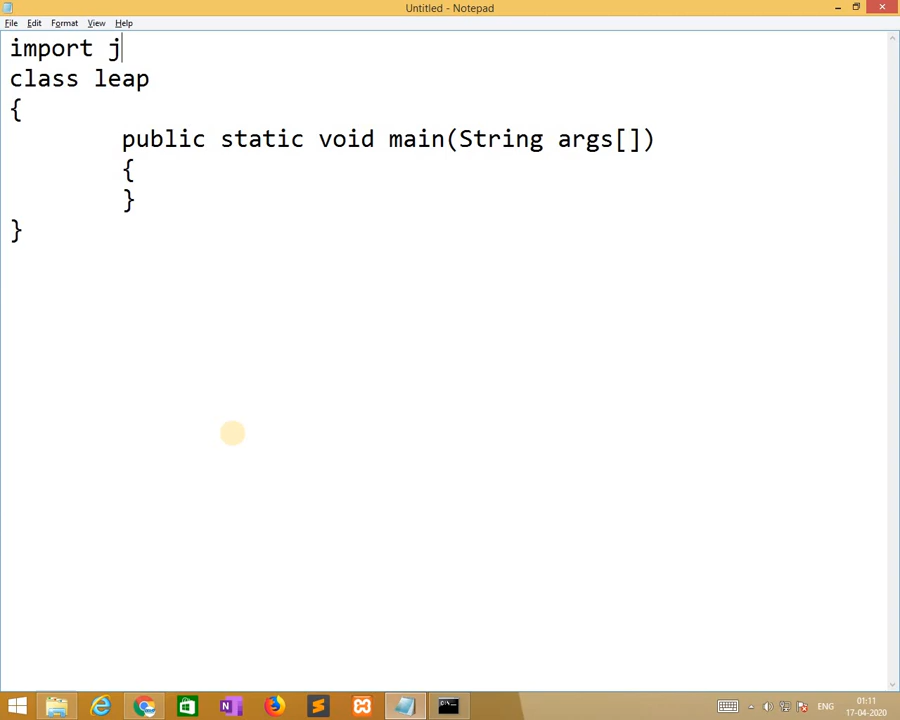 Untitled - Notepad
File Edit Format View Help
import j
class leap
{
        public static void main(String args[])
        {
        }
}
ENG
01:11
17-04-2020